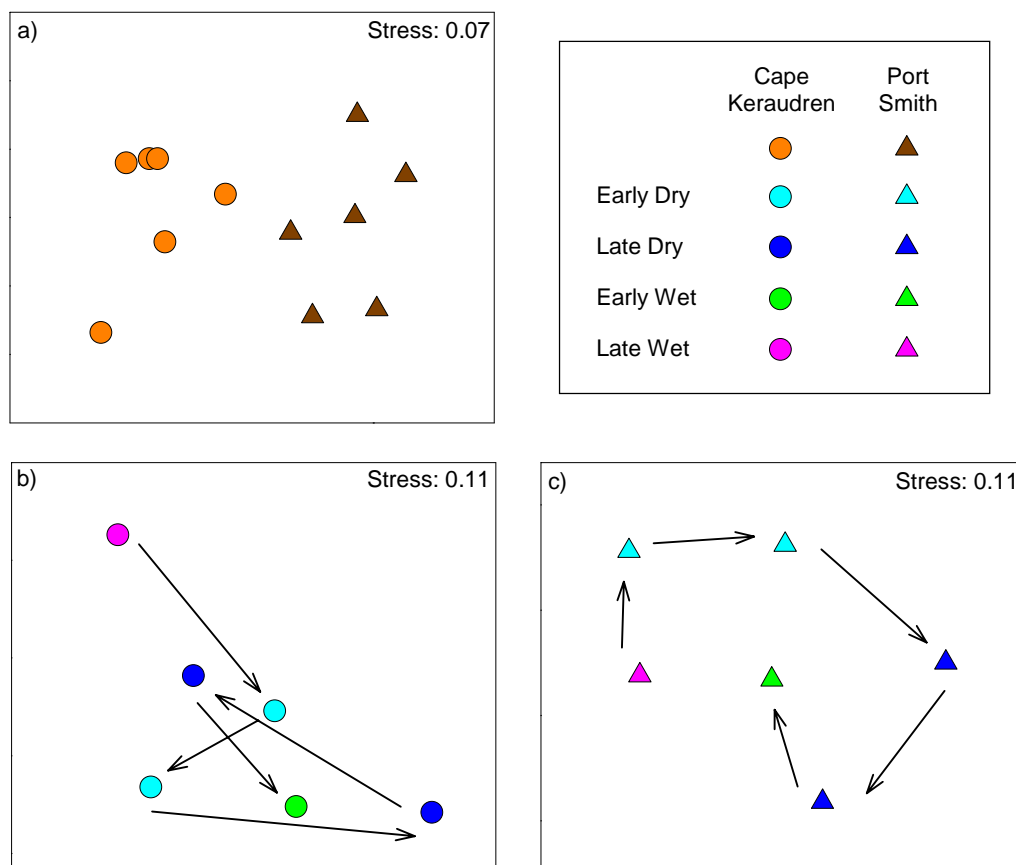 a)
Stress: 0.07
Cape
Keraudren
Port
Smith
Early Dry
Late Dry
Early Wet
Late Wet
b)
Stress: 0.11
c)
Stress: 0.11